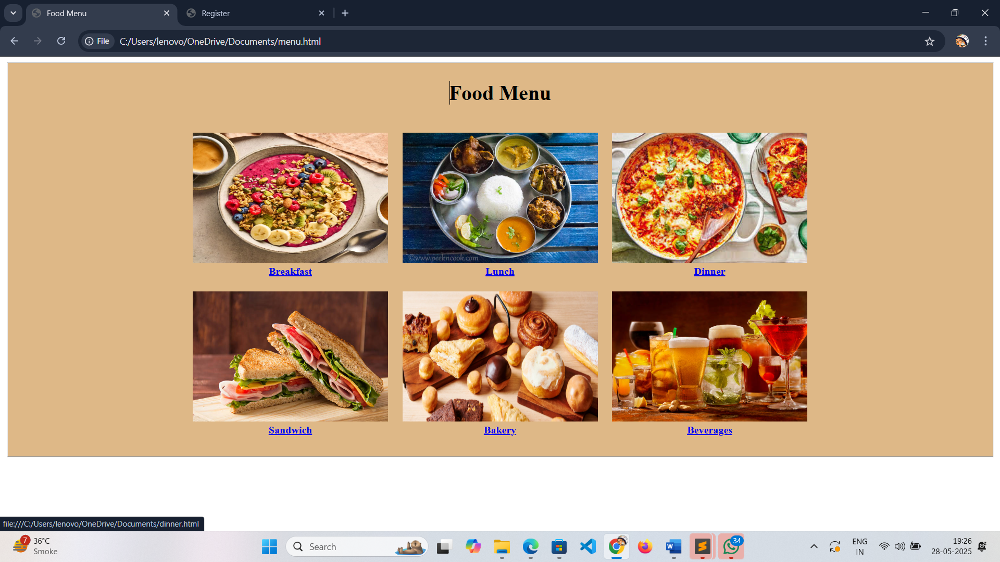 Food Menu
Register
File
C:/Users/lenovo/OneDrive/Documents/menu.html
Food Menu
©www.peekncook.com
Breakfast
Lunch
Dinner
Sandwich
Bakery
Beverages
file:///C:/Users/lenovo/OneDrive/Documents/dinner.html
7
36°C
Smoke
Search
W
34
ENG
IN
19:26
28-05-2025